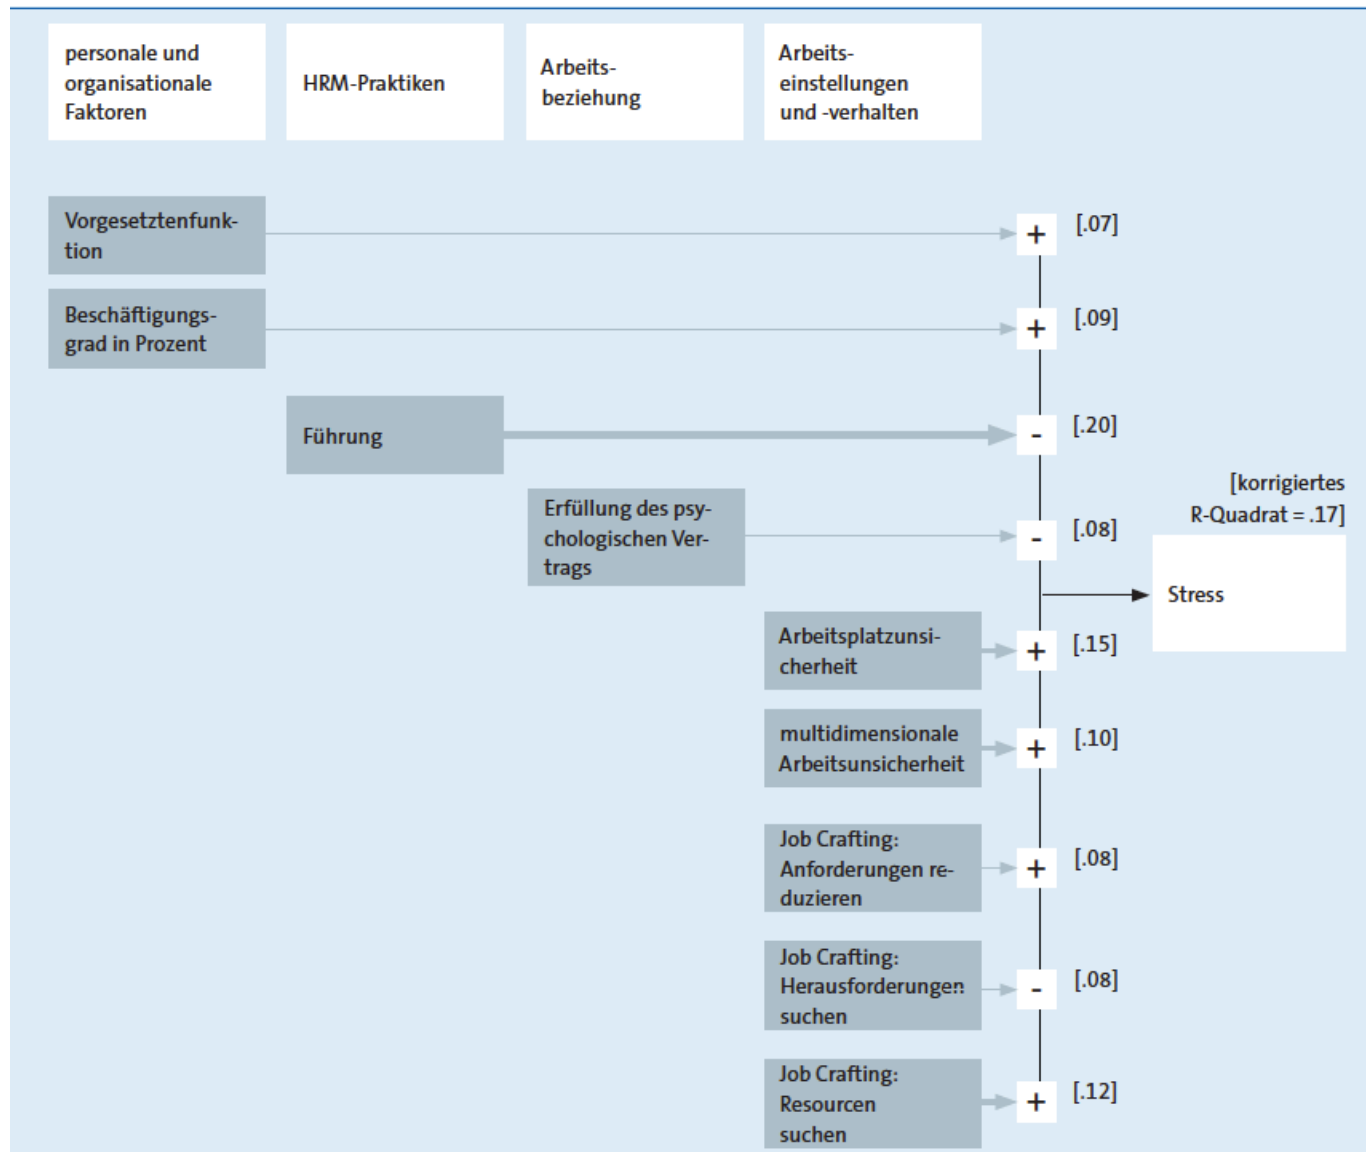 personale und
organisationale
Faktoren
HRM-Praktiken
Arbeits-
beziehung
Arbeits-
einstellungen
und -verhalten
Vorgesetztenfunk-
tion
+
[.07]
Beschäftigungs-
grad in Prozent
+
[.09]
Führung
-
[.20]
Erfüllung des psy-
chologischen Ver-
trags
-
[.08]
[korrigiertes
R-Quadrat = .17]
Stress
Arbeitsplatzunsi-
cherheit
+
[.15]
multidimensionale
Arbeitsunsicherheit
+
[.10]
Job Crafting:
Anforderungen re-
duzieren
+
[.08]
Job Crafting:
Herausforderungen
suchen
-
[.08]
Job Crafting:
Resourcen
suchen
+
[.12]